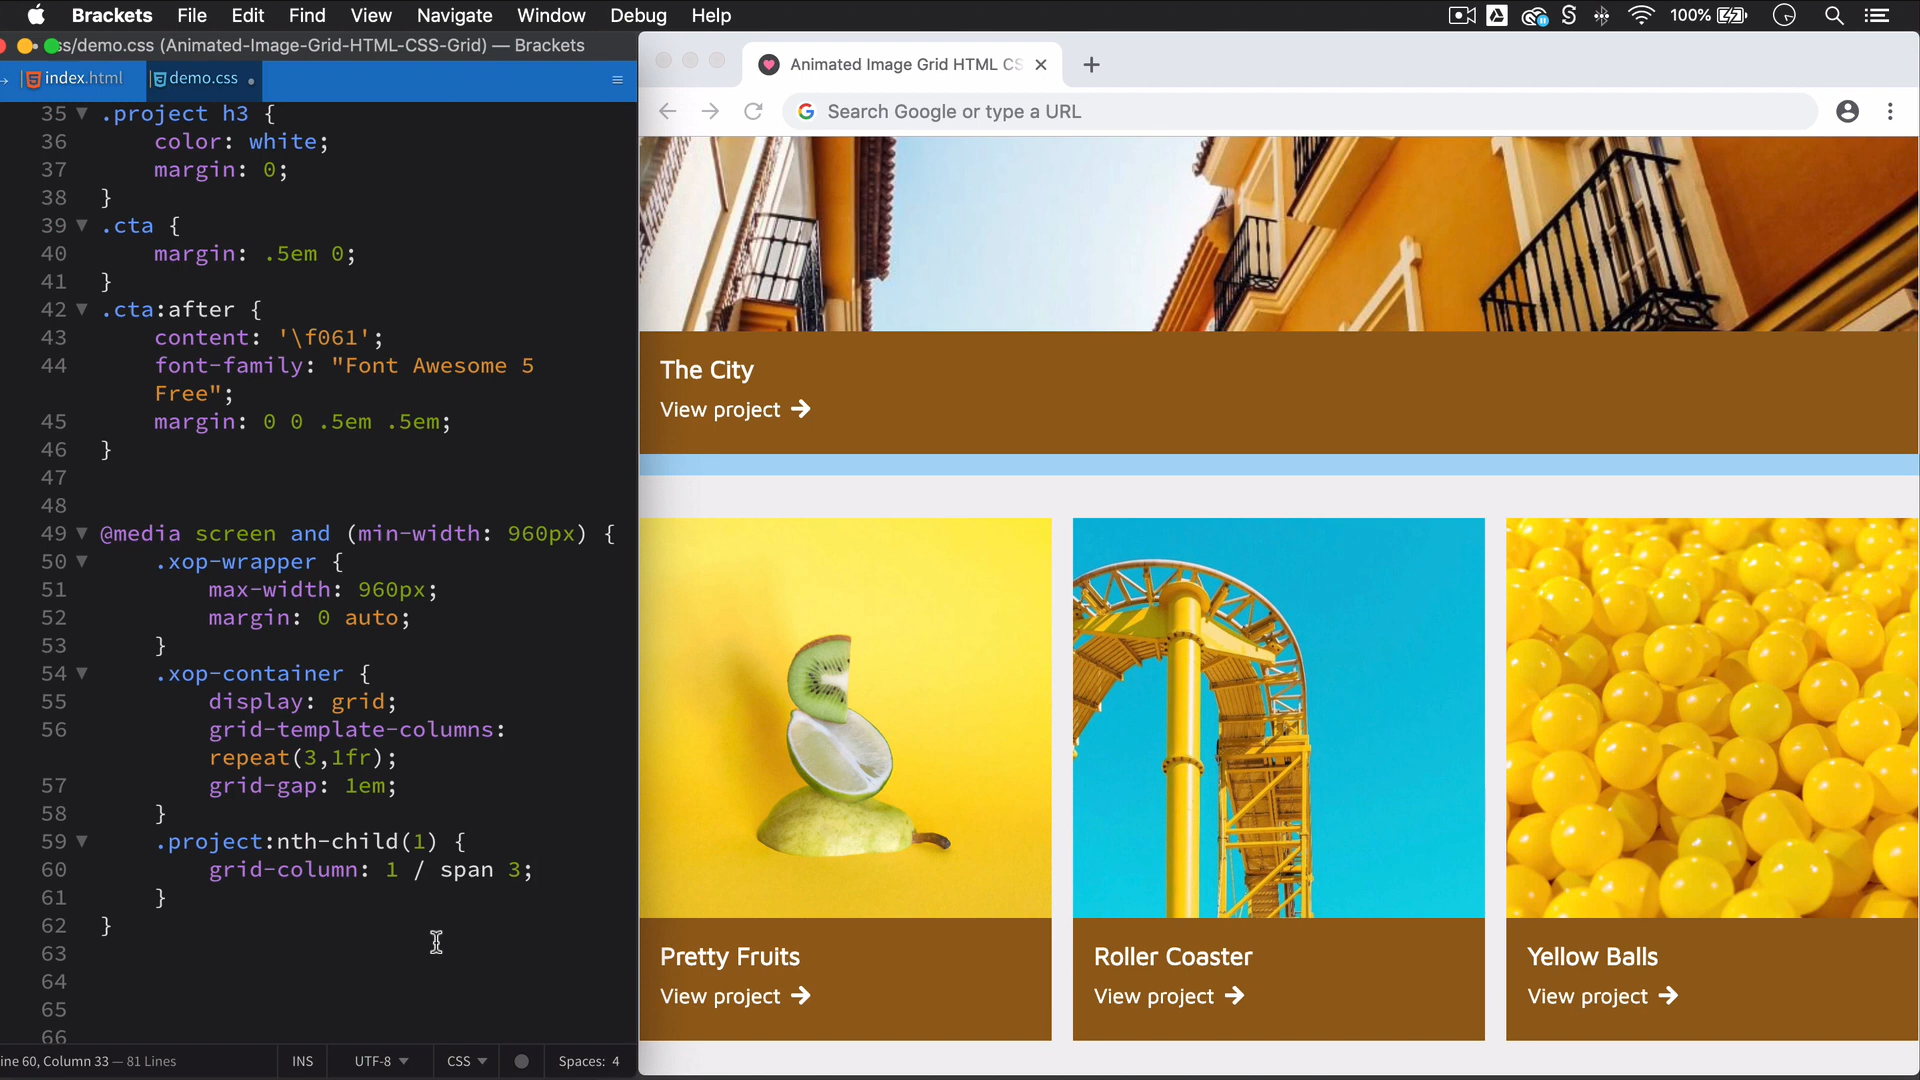 Brackets File Edit Find View Navigate Window Debug Help
100%
ss/demo.css (Animated-Image-Grid-HTML-CSS-Grid) — Brackets
index.html
demo.css
35 .project h3 {
36 color: white;
37 margin: 0;
38 }
39 .cta {
40 margin: .5em 0;
41 }
42 .cta:after {
43 content: '\f061';
44 font-family: "Font Awesome 5
Free";
45 margin: 0 0 .5em .5em;
46 }
47
48
49 @media screen and (min-width: 960px) {
50 .xop-wrapper {
51 max-width: 960px;
52 margin: 0 auto;
53 }
54 .xop-container {
55 display: grid;
56 grid-template-columns:
repeat(3,1fr);
57 grid-gap: 1em;
58 }
59 .project:nth-child(1) {
60 grid-column: 1 / span 3;
61 }
62 }
63
64
65
66
ine 60, Column 33 — 81 Lines
INS
UTF-8
CSS
Spaces: 4
Animated Image Grid HTML CS
Search Google or type a URL
The City
View project
Pretty Fruits
View project
Roller Coaster
View project
Yellow Balls
View project